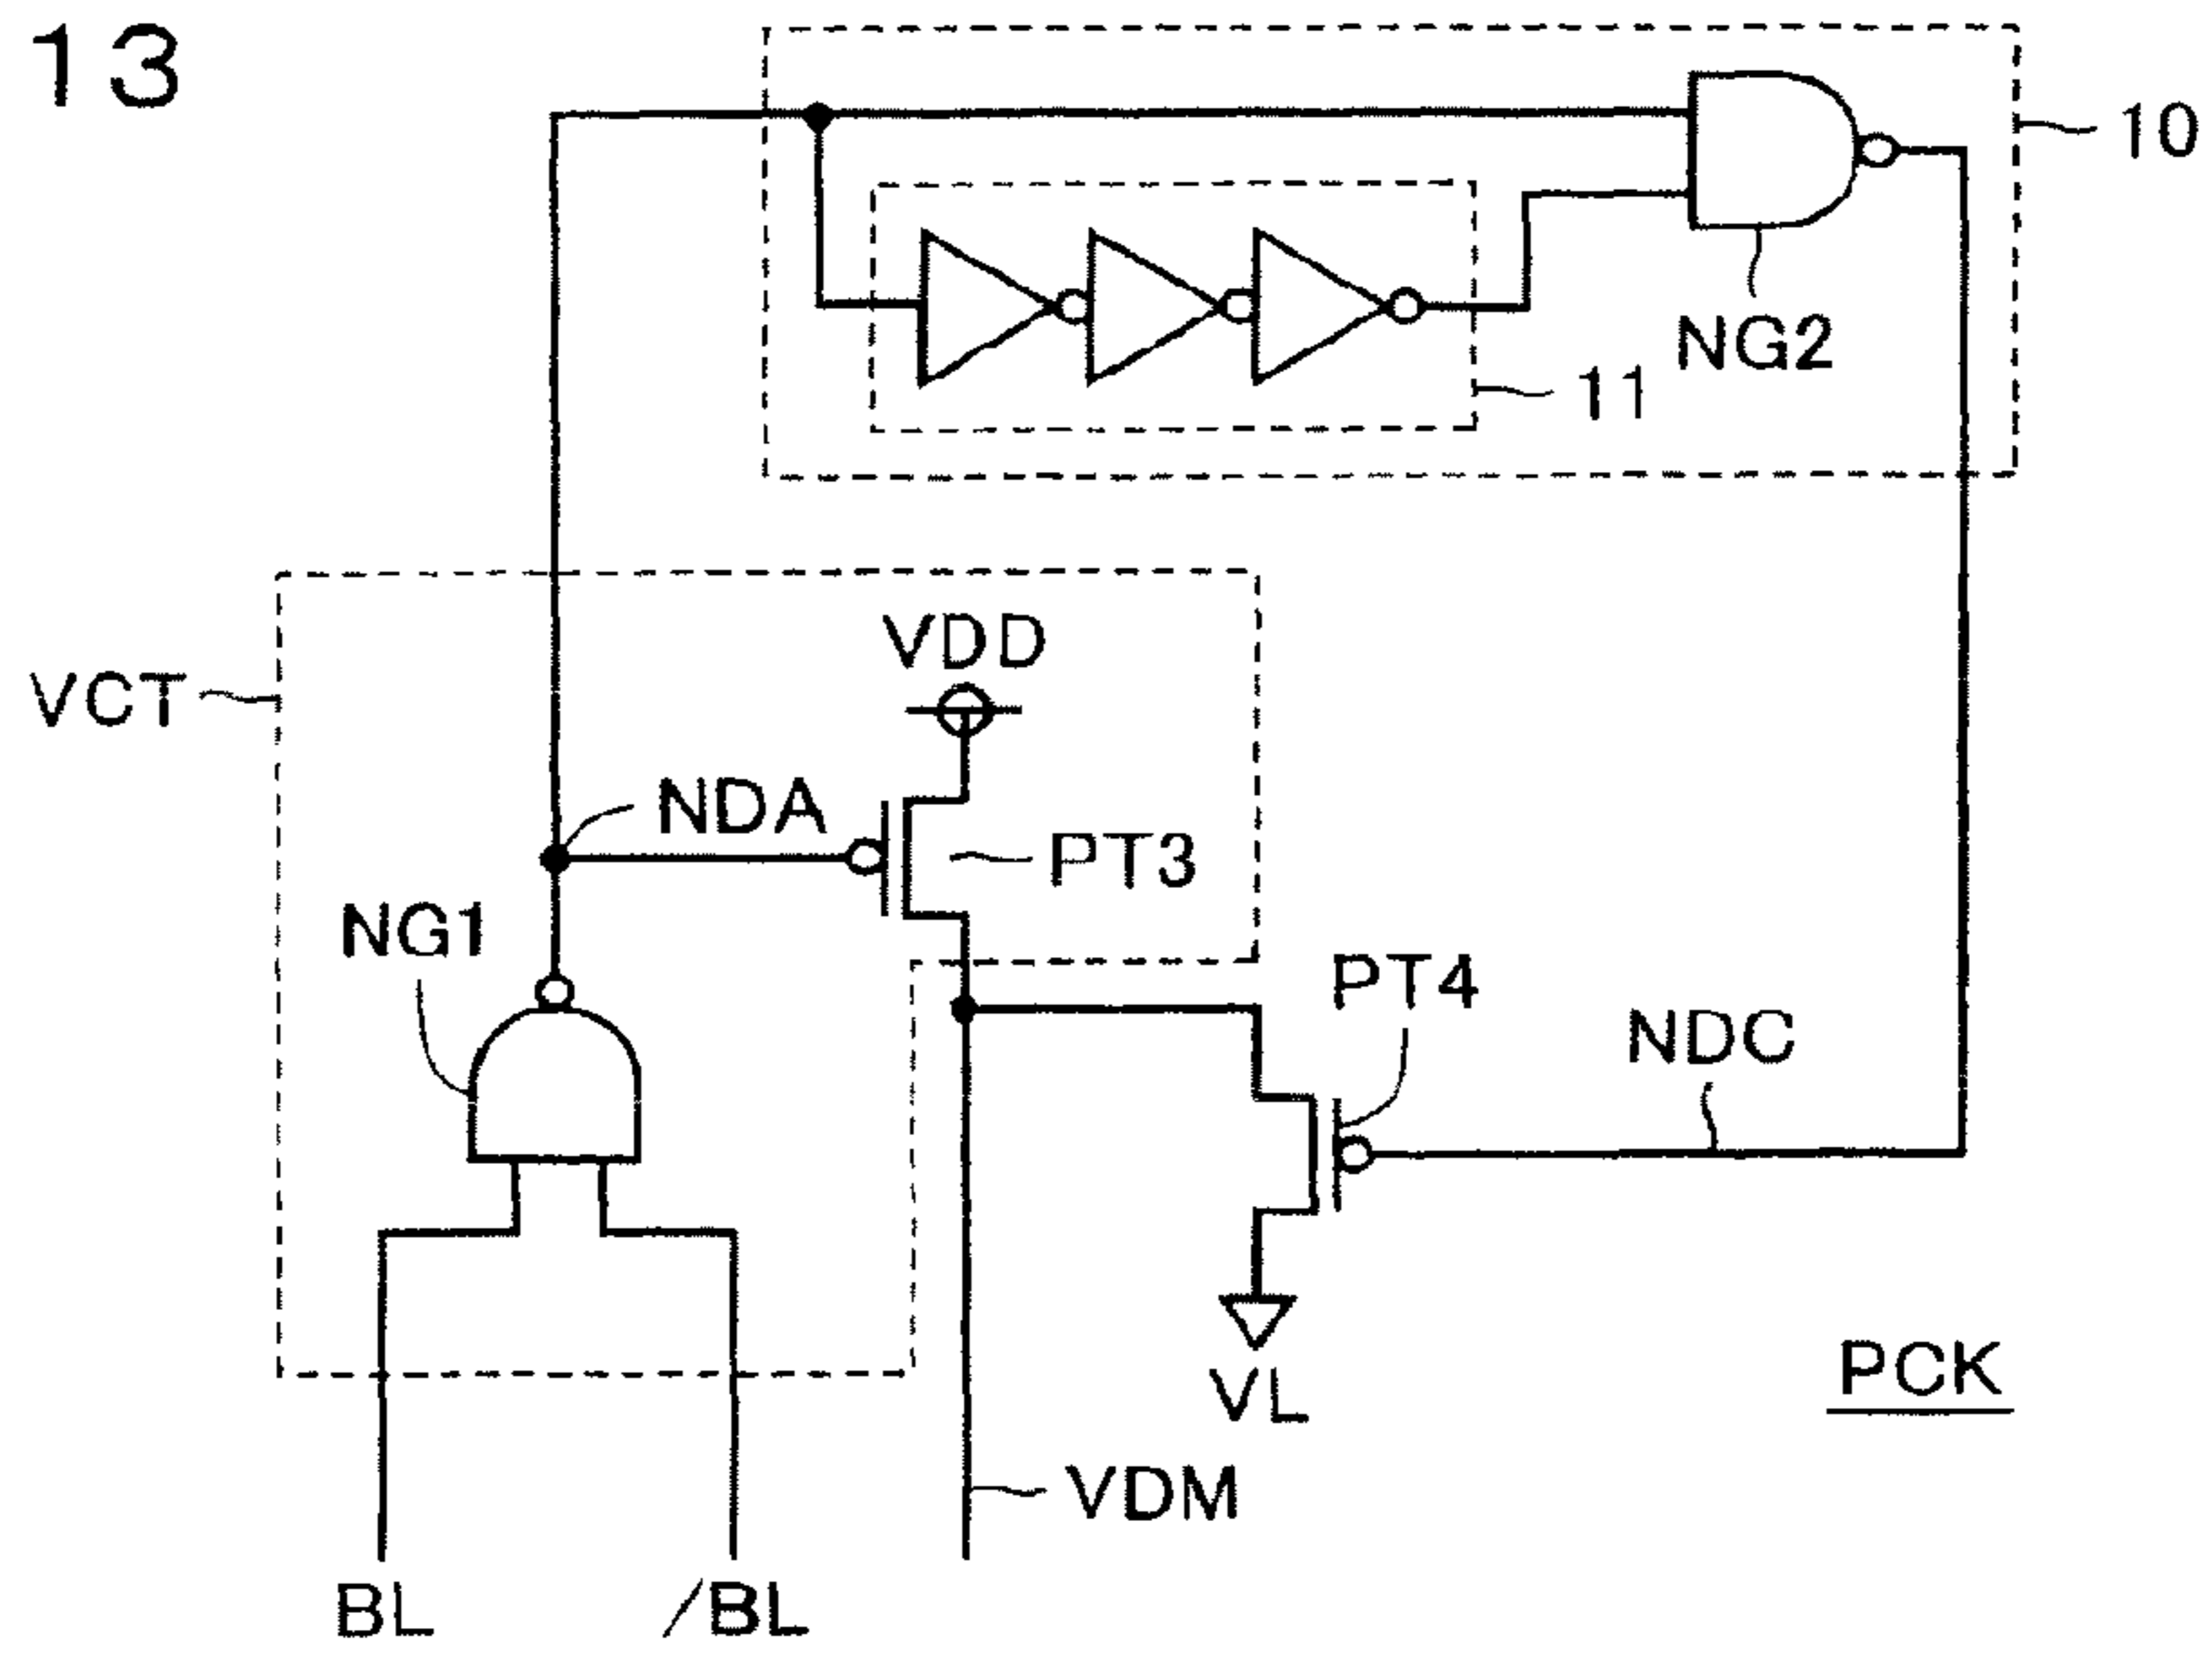 13
10
NG2
11
VDD
VCT
NDA
PT3
NG1
PT4
NDC
VL
PCK
VDM
BL
/BL